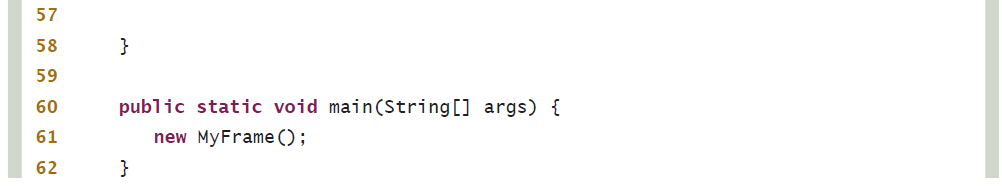 57
58 }
59
60 public static void main(String[] args) {
61 new MyFrame();
62 }